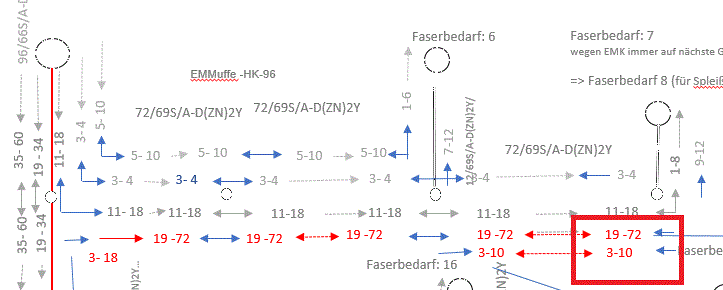 Faserbedarf: 6
Faserbedarf: 7
wegen EMK immer auf nächste G
=> Faserbedarf 8 (für Spleiß
96/66S/A-D
EMMuffe -HK-96
72/69S/A-D(ZN)2Y
72/69S/A-D(ZN)2Y
72/69S/A-D(ZN)2Y
12/69S/A-D(ZN)2Y/
35- 60
19 - 34
11- 18
3- 4
5- 10
1-6
7-12
1-8
9-12
5- 10
5- 10
5-10
5-10
3- 4
3- 4
3-4
3-4
3-4
3-4
11- 18
11-18
11-18
11-18
11-18
11-18
35- 60
19 -34
19 -72
19 -72
19 -72
19 -72
19 -72
3- 18
3-10
3-10
Faserbedarf: 16
Faserbe
N)2Y...
N)2Y